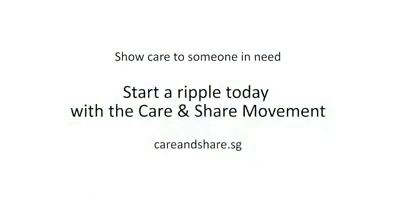 Show care to someone in need
Start a ripple today
with the Care & Share Movement
careandshare.sg